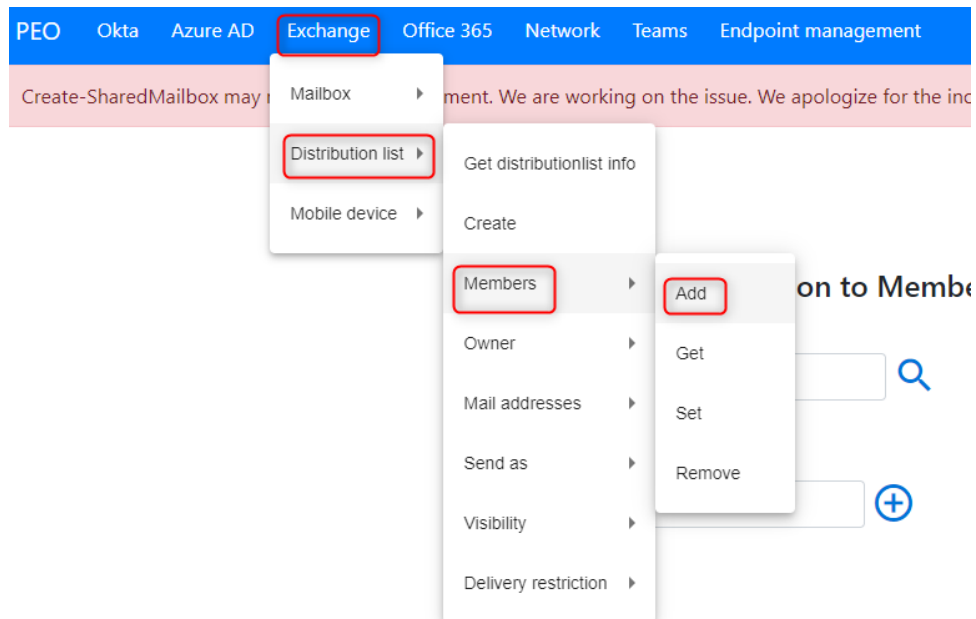 PEO Okta Azure AD Exchange Office 365 Network Teams Endpoint management
Create-SharedMailbox may ment. We are working on the issue. We apologize for the
Mailbox
Distribution list
Mobile device
Get distributionlist info
Create
Members
Owner
Mail addresses
Send as
Visibility
Delivery restriction
Add
Get
Set
Remove
on to